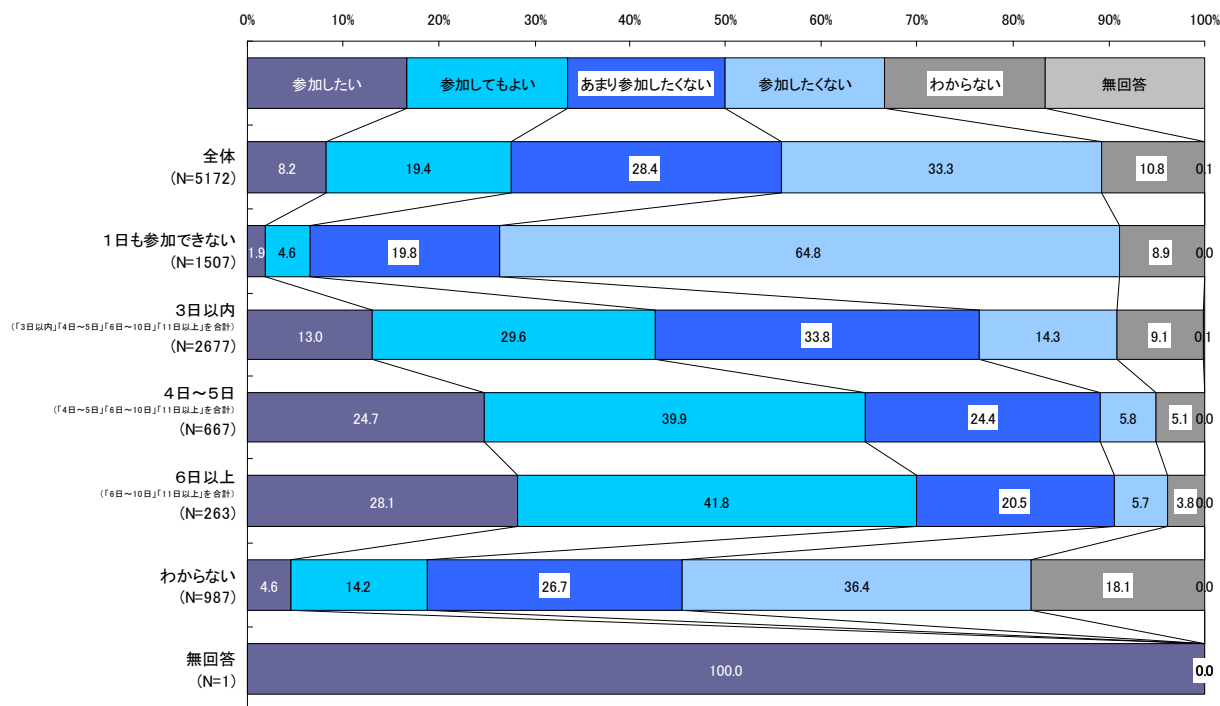 0% 10% 20% 30% 40% 50% 60% 70% 80% 90% 100%
参加したい 参加してもよい あまり参加したくない 参加したくない わからない 無回答
全体
(N=5172)
8.2 19.4 28.4 33.3 10.8 0.1
1日も参加できない
(N=1507)
1.9 4.6 19.8 64.8 8.9 0.0
3日以内
(「3日以内」「4日～5日」「6日～10日」「11日以上」を合計)
(N=2677)
13.0 29.6 33.8 14.3 9.1 0.1
4日～5日
(「4日～5日」「6日～10日」「11日以上」を合計)
(N=667)
24.7 39.9 24.4 5.8 5.1 0.0
6日以上
(「6日～10日」「11日以上」を合計)
(N=263)
28.1 41.8 20.5 5.7 3.8 0.0
わからない
(N=987)
4.6 14.2 26.7 36.4 18.1 0.0
無回答
(N=1)
100.0 0.0